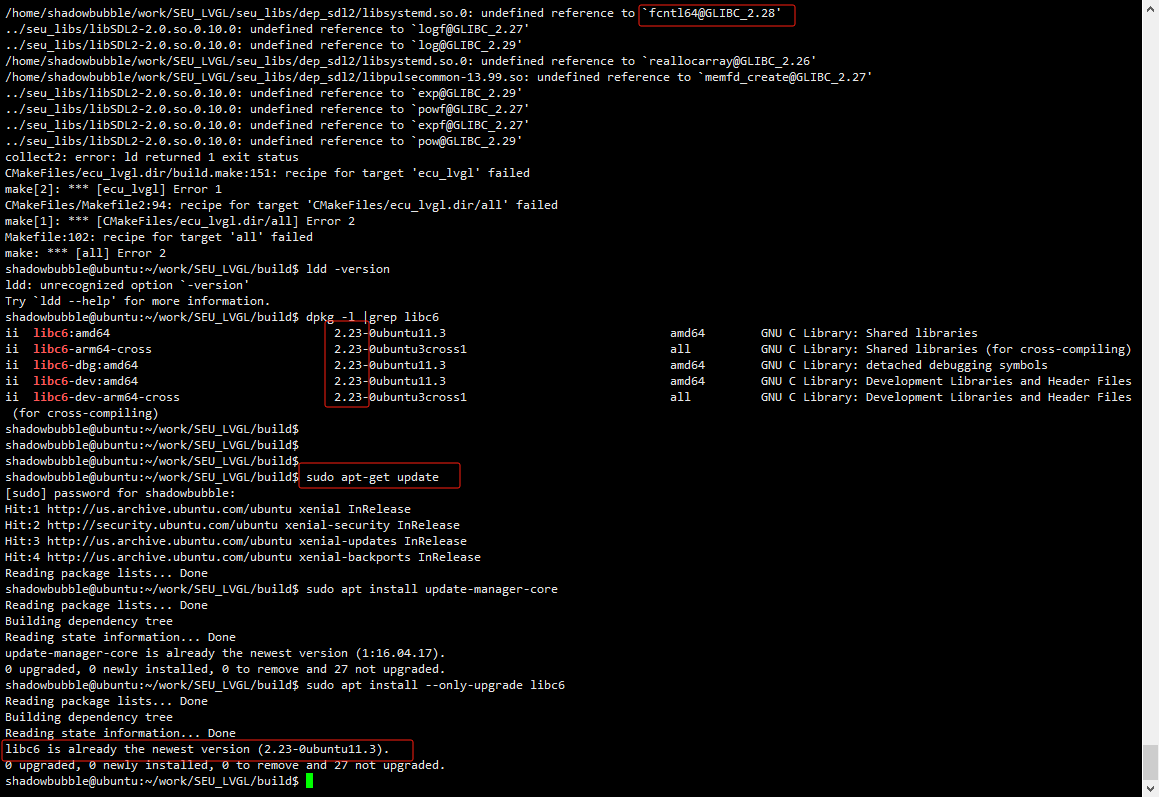 /home/shadowbubble/work/SEU_LVGL/seu_libs/dep_sdl2/libsystemd.so.0: undefined reference to `fcntl64@GLIBC_2.28'
../seu_libs/libSDL2-2.0.so.0.10.0: undefined reference to `logf@GLIBC_2.27'
../seu_libs/libSDL2-2.0.so.0.10.0: undefined reference to `log@GLIBC_2.29'
/home/shadowbubble/work/SEU_LVGL/seu_libs/dep_sdl2/libsystemd.so.0: undefined reference to `reallocarray@GLIBC_2.26'
/home/shadowbubble/work/SEU_LVGL/seu_libs/dep_sdl2/libpulsecommon-13.99.so: undefined reference to `memfd_create@GLIBC_2.27'
../seu_libs/libSDL2-2.0.so.0.10.0: undefined reference to `exp@GLIBC_2.29'
../seu_libs/libSDL2-2.0.so.0.10.0: undefined reference to `powf@GLIBC_2.27'
../seu_libs/libSDL2-2.0.so.0.10.0: undefined reference to `expf@GLIBC_2.27'
../seu_libs/libSDL2-2.0.so.0.10.0: undefined reference to `pow@GLIBC_2.29'
collect2: error: ld returned 1 exit status
CMakeFiles/ecu_lvgl.dir/build.make:151: recipe for target 'ecu_lvgl' failed
make[2]: *** [ecu_lvgl] Error 1
CMakeFiles/Makefile2:94: recipe for target 'CMakeFiles/ecu_lvgl.dir/all' failed
make[1]: *** [CMakeFiles/ecu_lvgl.dir/all] Error 2
Makefile:102: recipe for target 'all' failed
make: *** [all] Error 2
shadowbubble@ubuntu:~/work/SEU_LVGL/build$ ldd -version
ldd: unrecognized option `-version'
Try `ldd --help' for more information.
shadowbubble@ubuntu:~/work/SEU_LVGL/build$ dpkg -l |grep libc6
ii libc6:amd64 2.23-0ubuntu11.3 amd64 GNU C Library: Shared libraries
ii libc6-arm64-cross 2.23-0ubuntu3cross1 all GNU C Library: Shared libraries (for cross-compiling)
ii libc6-dbg:amd64 2.23-0ubuntu11.3 amd64 GNU C Library: detached debugging symbols
ii libc6-dev:amd64 2.23-0ubuntu11.3 amd64 GNU C Library: Development Libraries and Header Files
ii libc6-dev-arm64-cross 2.23-0ubuntu3cross1 all GNU C Library: Development Libraries and Header Files
(for cross-compiling)
shadowbubble@ubuntu:~/work/SEU_LVGL/build$
shadowbubble@ubuntu:~/work/SEU_LVGL/build$
shadowbubble@ubuntu:~/work/SEU_LVGL/build$
shadowbubble@ubuntu:~/work/SEU_LVGL/build$ sudo apt-get update
[sudo] password for shadowbubble:
Hit:1 http://us.archive.ubuntu.com/ubuntu xenial InRelease
Hit:2 http://security.ubuntu.com/ubuntu xenial-security InRelease
Hit:3 http://us.archive.ubuntu.com/ubuntu xenial-updates InRelease
Hit:4 http://us.archive.ubuntu.com/ubuntu xenial-backports InRelease
Reading package lists... Done
shadowbubble@ubuntu:~/work/SEU_LVGL/build$ sudo apt install update-manager-core
Reading package lists... Done
Building dependency tree
Reading state information... Done
update-manager-core is already the newest version (1:16.04.17).
0 upgraded, 0 newly installed, 0 to remove and 27 not upgraded.
shadowbubble@ubuntu:~/work/SEU_LVGL/build$ sudo apt install --only-upgrade libc6
Reading package lists... Done
Building dependency tree
Reading state information... Done
libc6 is already the newest version (2.23-0ubuntu11.3).
0 upgraded, 0 newly installed, 0 to remove and 27 not upgraded.
shadowbubble@ubuntu:~/work/SEU_LVGL/build$